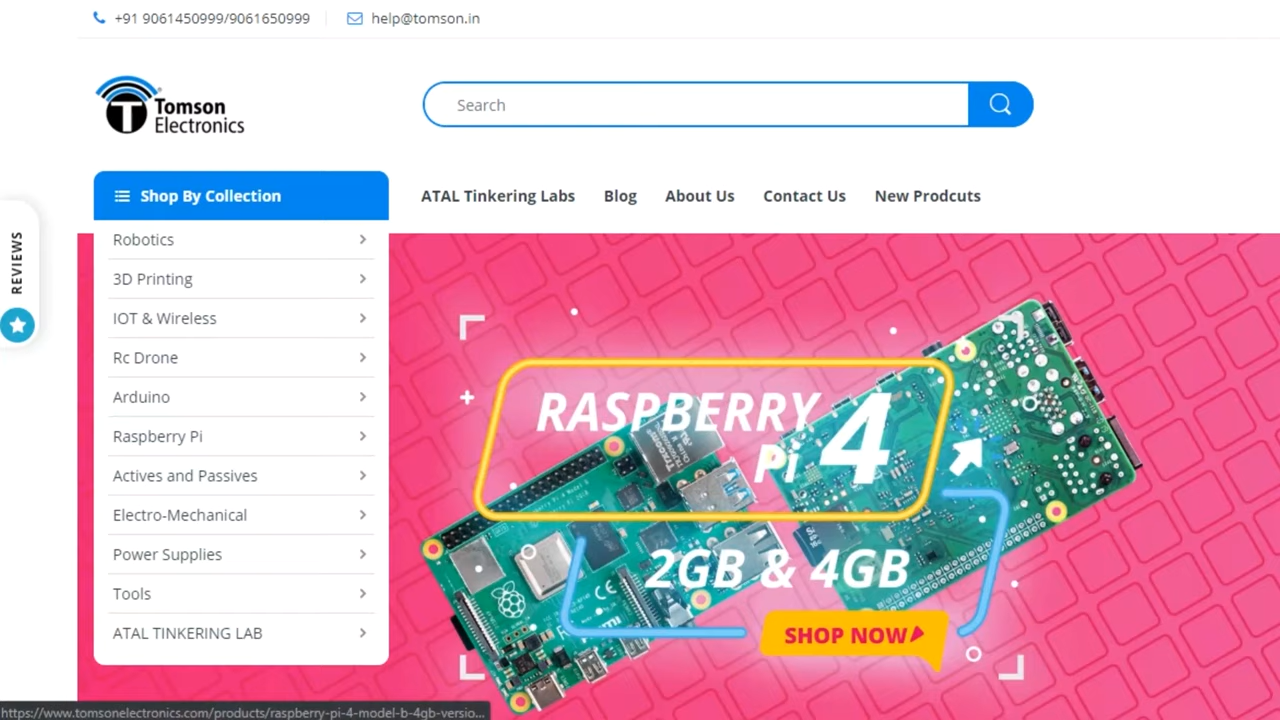 +91 9061450999/9061650999
help@tomson.in
Tomson
Electronics
Search
Shop By Collection
ATAL Tinkering Labs
Blog
About Us
Contact Us
New Prodcuts
REVIEWS
Robotics
3D Printing
IOT & Wireless
Rc Drone
Arduino
Raspberry Pi
Actives and Passives
Electro-Mechanical
Power Supplies
Tools
ATAL TINKERING LAB
RASPBERRY
Pi 4
2GB & 4GB
SHOP NOW
https://www.tomsonelectronics.com/products/raspberry-pi-4-model-b-4gb-versio...